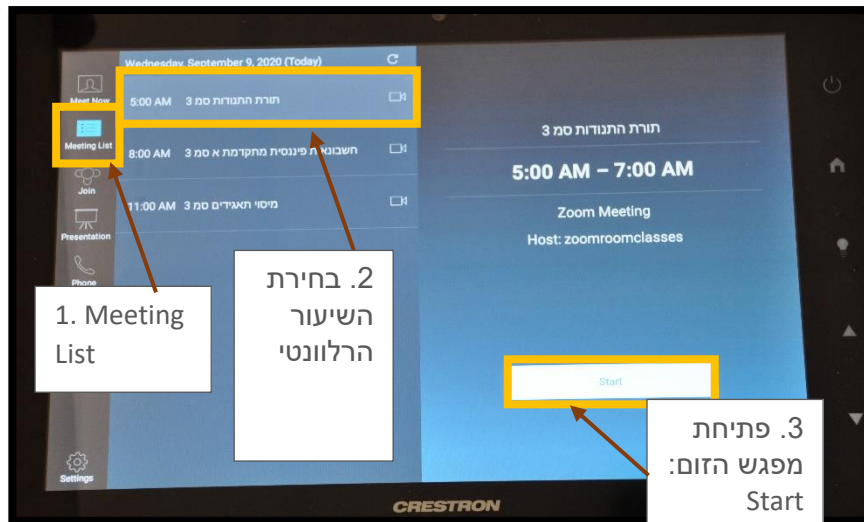 Wednesday, September 9, 2020 (Today)
Meet Now
5:00 AM תורת התנודות סמ 3
Meeting List
8:00 AM חשבונאות פיננסית מתקדמת א סמ 3
Join
11:00 AM מיסוי תאגידים סמ 3
Presentation
Phone
Settings
תורת התנודות סמ 3
5:00 AM – 7:00 AM
Zoom Meeting
Host: zoomroomclasses
Start
1. Meeting
List
2. בחירת
השיעור
הרלוונטי
3. פתיחת
מפגש הזום:
Start
CRESTRON